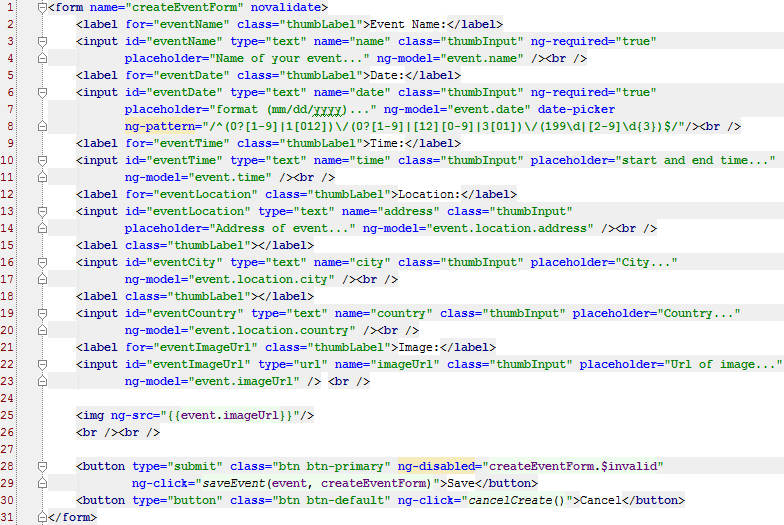 1 <form name="createEventForm" novalidate>
2 <label for="eventName" class="thumbLabel">Event Name:</label>
3 <input id="eventName" type="text" name="name" class="thumbInput" ng-required="true"
4 placeholder="Name of your event..." ng-model="event.name" /><br />
5 <label for="eventDate" class="thumbLabel">Date:</label>
6 <input id="eventDate" type="text" name="date" class="thumbInput" ng-required="true"
7 placeholder="format (mm/dd/yyyy)..." ng-model="event.date" date-picker
8 ng-pattern="/^(0?[1-9]|1[012])\/(0?[1-9]|[12][0-9]|3[01])\/(199\d|[2-9]\d{3})$/"/><br />
9 <label for="eventTime" class="thumbLabel">Time:</label>
10 <input id="eventTime" type="text" name="time" class="thumbInput" placeholder="start and end time..."
11 ng-model="event.time" /><br />
12 <label for="eventLocation" class="thumbLabel">Location:</label>
13 <input id="eventLocation" type="text" name="address" class="thumbInput"
14 placeholder="Address of event..." ng-model="event.location.address" /><br />
15 <label class="thumbLabel"></label>
16 <input id="eventCity" type="text" name="city" class="thumbInput" placeholder="City..."
17 ng-model="event.location.city" /><br />
18 <label class="thumbLabel"></label>
19 <input id="eventCountry" type="text" name="country" class="thumbInput" placeholder="Country..."
20 ng-model="event.location.country" /><br />
21 <label for="eventImageUrl" class="thumbLabel">Image:</label>
22 <input id="eventImageUrl" type="url" name="imageUrl" class="thumbInput" placeholder="Url of image..."
23 ng-model="event.imageUrl" /> <br />
24
25 <img ng-src="{{event.imageUrl}}"/>
26 <br /><br />
27
28 <button type="submit" class="btn btn-primary" ng-disabled="createEventForm.$invalid"
29 ng-click="saveEvent(event, createEventForm)">Save</button>
30 <button type="button" class="btn btn-default" ng-click="cancelCreate()">Cancel</button>
31 </form>